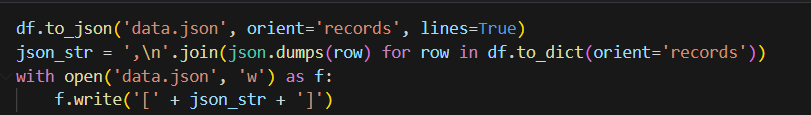 df.to_json('data.json', orient='records', lines=True)
json_str = ',\n'.join(json.dumps(row) for row in df.to_dict(orient='records'))
with open('data.json', 'w') as f:
    f.write('[' + json_str + ']')